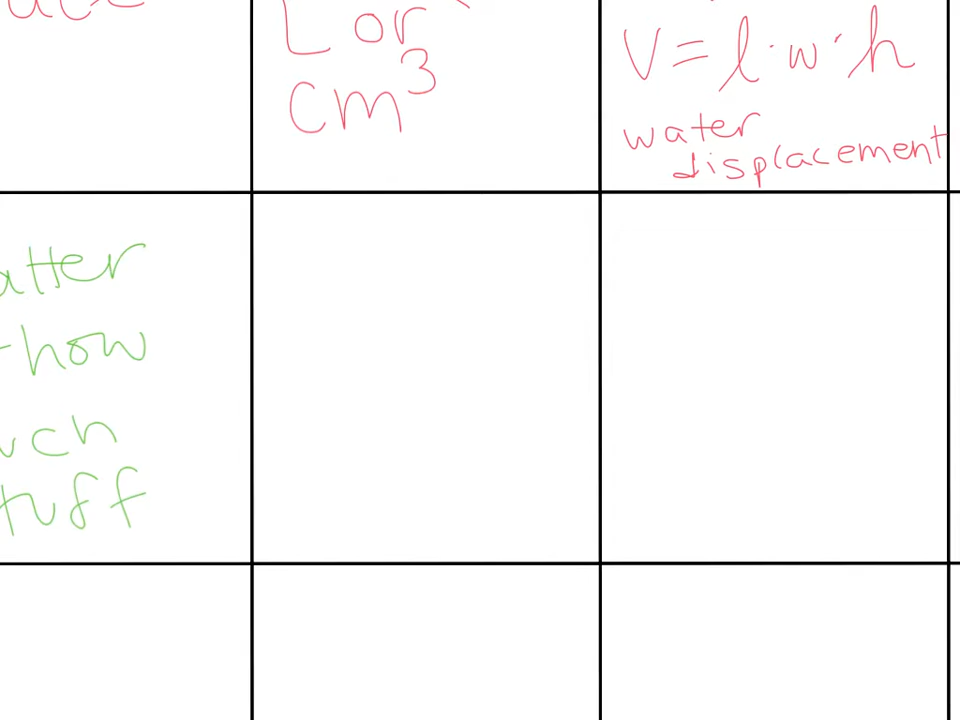 L or
cm³
V = l · w · h
water
displacement
atter
-how
uch
tuff